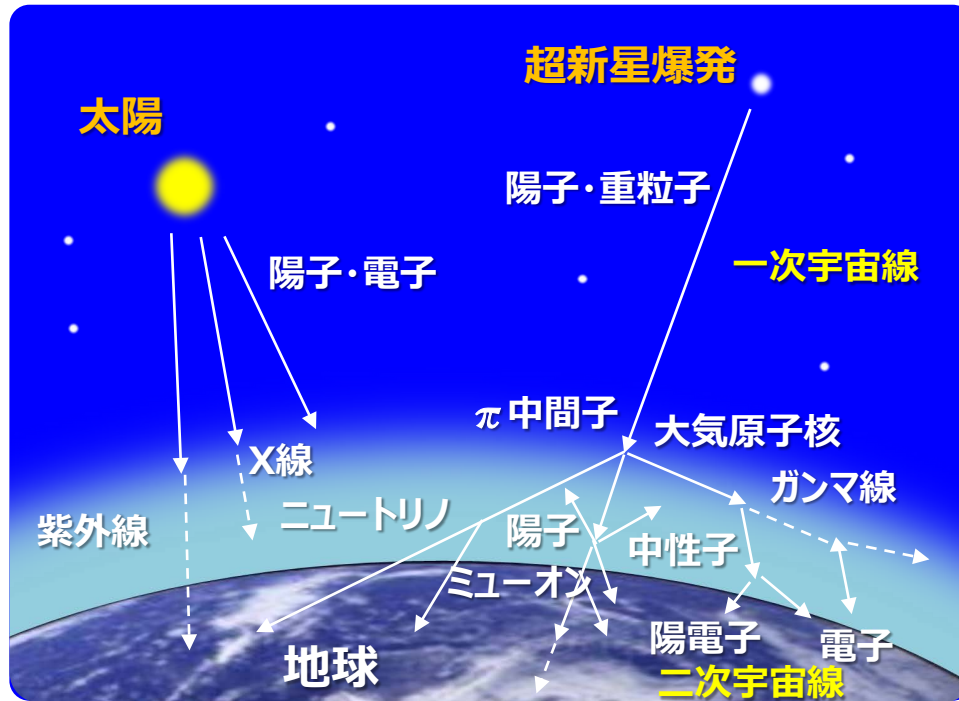 超新星爆発
太陽
陽子・重粒子
一次宇宙線
陽子・電子
π中間子
大気原子核
X線
ガンマ線
ニュートリノ
紫外線
陽子
中性子
ミューオン
陽電子
電子
地球
二次宇宙線